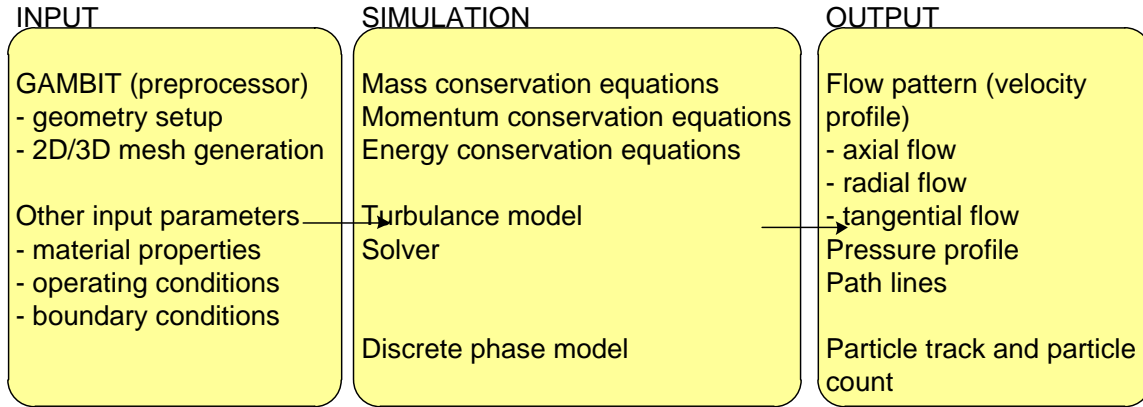 INPUT
GAMBIT (preprocessor)
- geometry setup
- 2D/3D mesh generation
Other input parameters
- material properties
- operating conditions
- boundary conditions
SIMULATION
Mass conservation equations
Momentum conservation equations
Energy conservation equations
Turbulance model
Solver
Discrete phase model
OUTPUT
Flow pattern (velocity
profile)
- axial flow
- radial flow
- tangential flow
Pressure profile
Path lines
Particle track and particle
count